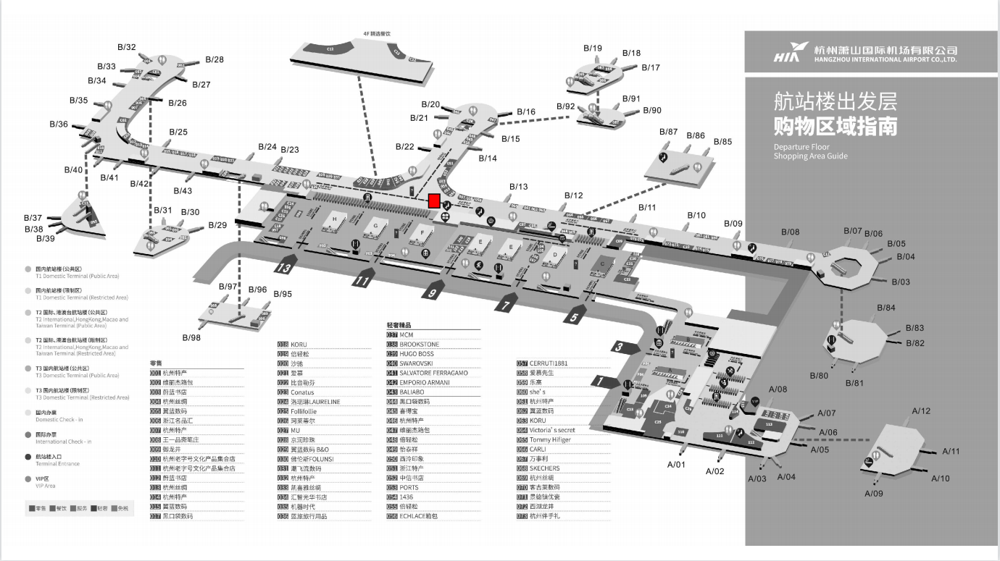 4F 精选餐饮
HIA
杭州萧山国际机场有限公司
HANGZHOU INTERNATIONAL AIRPORT CO.,LTD.
航站楼出发层
购物区域指南
Departure Floor
Shopping Area Guide
B/32
B/33
B/34
B/35
B/36
B/28
B/27
B/26
B/25
B/24
B/23
B/20
B/21
B/22
B/16
B/15
B/14
B/19
B/18
B/17
B/92
B/91
B/90
B/87
B/86
B/85
B/40
B/41
B/42
B/43
B/37
B/38
B/39
B/31
B/30
B/29
B/13
B/12
B/11
B/10
B/09
B/08
B/07
B/06
B/05
B/04
B/03
B/97
B/96
B/95
B/98
B/84
B/83
B/82
B/80
B/81
A/08
A/07
A/06
A/05
A/01
A/02
A/03
A/04
A/12
A/11
A/10
A/09
H
G
F
E
E
D
C
13
11
9
7
5
3
1
VIP
国内航站楼(公共区)
T1 Domestic Terminal (Public Area)
国内航站楼(限制区)
T1 Domestic Terminal (Restricted Area)
T2 国际、港澳台航站楼(公共区)
T2 International,HongKong,Macao and
Taiwan Terminal (Public Area)
T2 国际、港澳台航站楼(限制区)
T2 International,HongKong,Macao and
Taiwan Terminal (Restricted Area)
T3 国内航站楼(公共区)
T3 Domestic Terminal (Public Area)
T3 国内航站楼(限制区)
T3 Domestic Terminal (Restricted Area)
国内办票
Domestic Check - in
国际办票
International Check - in
航站楼入口
Terminal Entrance
VIP区
VIP Area
零售 餐饮 服务 轻奢 免税
零售
001 杭州特产
002 维丽杰箱包
003 蔚蓝书店
004 杭州丝绸
005 翼蓝数码
006 浙江名品汇
007 杭州特产
008 王一品斋笔庄
009 御龙井
010 杭州老字号文化产品集合店
011 杭州老字号文化产品集合店
012 蔚蓝书店
013 杭州丝绸
014 杭州特产
015 翼蓝数码
017 黑口袋数码
018 KORU
019 倍轻松
020 沙驰
021 爱慕
022 比音勒芬
023 Conatus
024 洛瑞琳LAURELINE
025 Follifollie
026 珂莱蒂尔
027 MU
028 京润珍珠
029 翼蓝数码 B&O
030 佛伦斯FOLUNSI
031 潮飞流数码
032 杭州特产
033 凯喜雅丝绸
034 汇智光华书店
035 机器时代
036 蓝旅旅行用品
轻奢精品
037 MCM
038 BROOKSTONE
039 HUGO BOSS
040 SWAROVSKI
041 SALVATORE FERRAGAMO
042 EMPORIO ARMANI
043 BALIABO
044 黑口袋数码
045 喜得宝
046 杭州特产
047 维丽杰箱包
048 倍轻松
049 怡泰祥
050 西泠印象
051 浙江特产
052 中信书店
053 PORTS
054 1436
055 倍轻松
056 ECHLACE箱包
057 CERRUTI1881
058 爱慕先生
059 乐高
060 she's
061 杭州特产
062 翼蓝数码
063 KORU
064 Victoria's secret
065 Tommy Hifiger
066 CARLI
067 万事利
068 SKECHERS
069 杭州丝绸
070 客古莱数码
071 景德镇优瓷
072 西湖龙井
073 杭州伴手礼